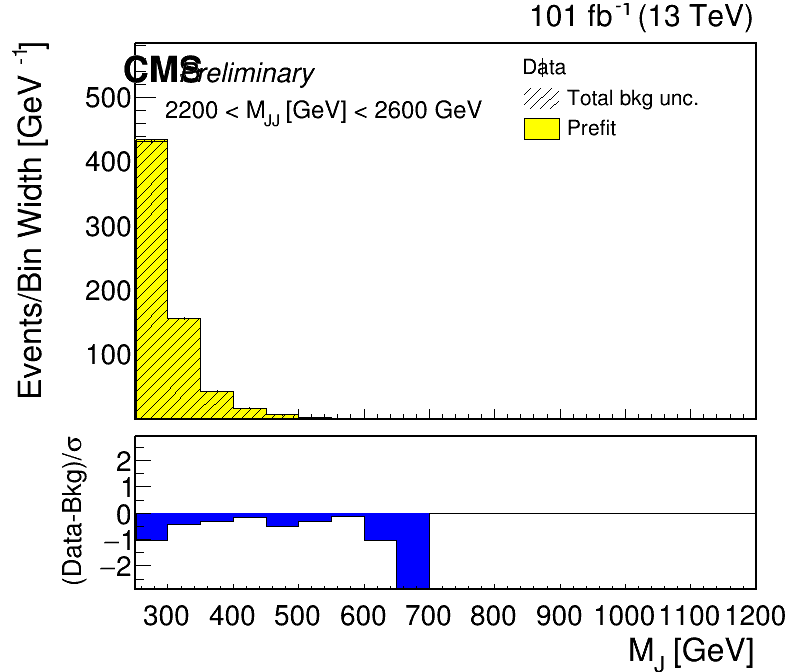 101 fb-1 (13 TeV)
CMS Preliminary
2200 < MJJ [GeV] < 2600 GeV
Data
Total bkg unc.
Prefit
Events/Bin Width [GeV-1]
500
400
300
200
100
(Data-Bkg)/σ
2
1
0
−1
−2
300 400 500 600 700 800 900 1000 1100 1200
MJ [GeV]